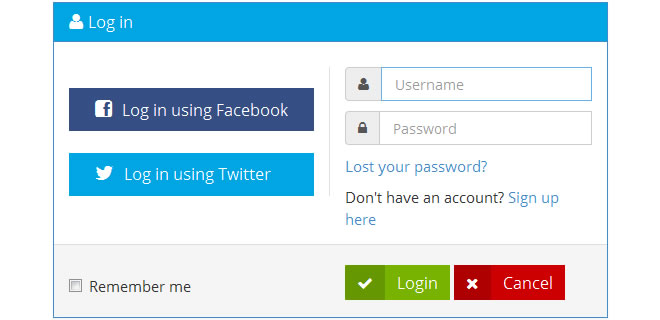 Log in
Log in using Facebook
Log in using Twitter
Username
Password
Lost your password?
Don't have an account? Sign up
here
Remember me
Login
Cancel